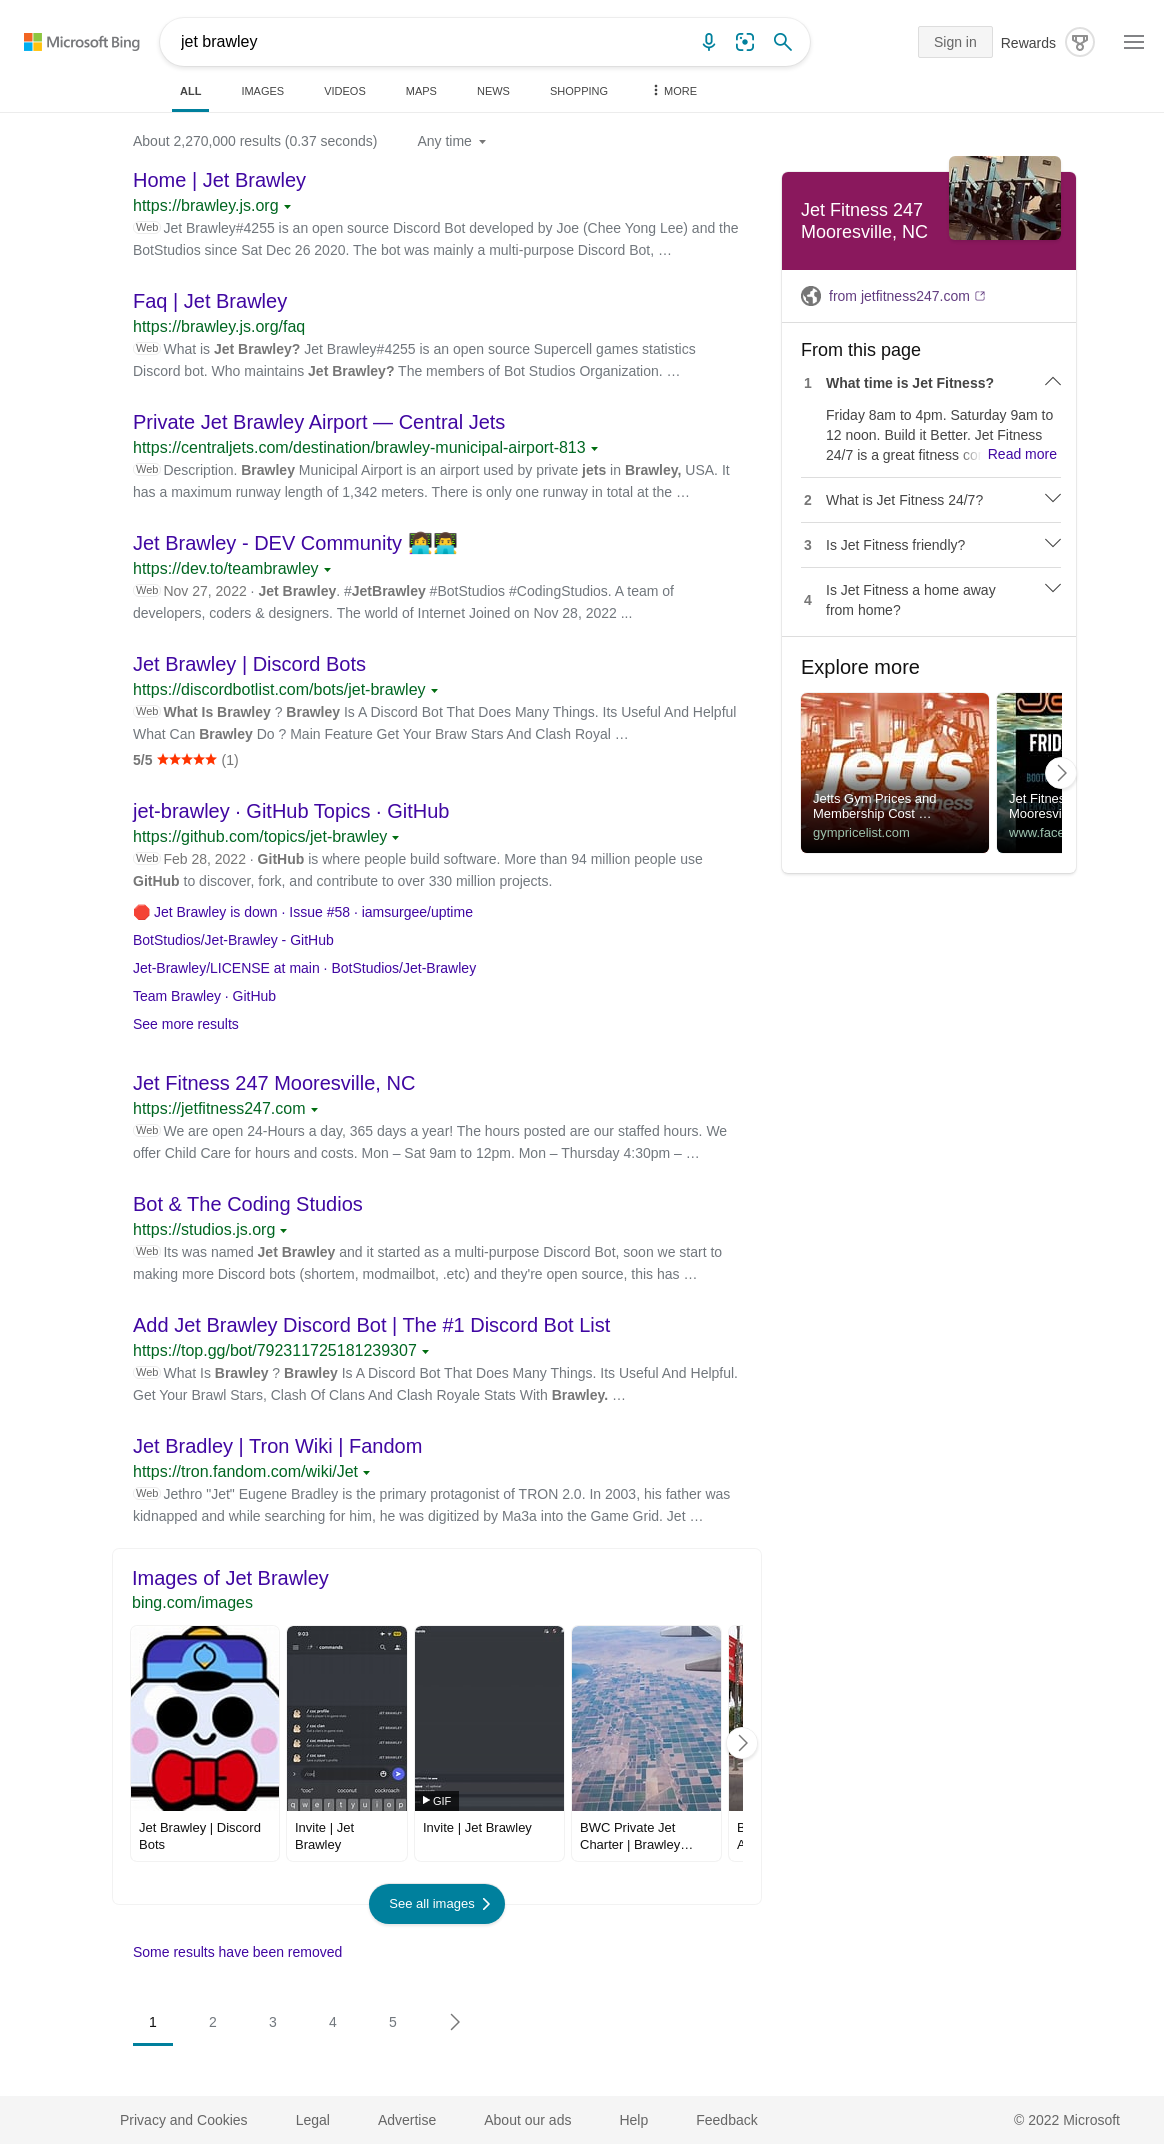 Microsoft Bing
jet brawley
Sign in
Rewards
ALL
IMAGES
VIDEOS
MAPS
NEWS
SHOPPING
MORE
About 2,270,000 results (0.37 seconds)
Any time
Home | Jet Brawley
https://brawley.js.org
Web Jet Brawley#4255 is an open source Discord Bot developed by Joe (Chee Yong Lee) and the
BotStudios since Sat Dec 26 2020. The bot was mainly a multi-purpose Discord Bot, …
Faq | Jet Brawley
https://brawley.js.org/faq
Web What is Jet Brawley? Jet Brawley#4255 is an open source Supercell games statistics
Discord bot. Who maintains Jet Brawley? The members of Bot Studios Organization. …
Private Jet Brawley Airport — Central Jets
https://centraljets.com/destination/brawley-municipal-airport-813
Web Description. Brawley Municipal Airport is an airport used by private jets in Brawley, USA. It
has a maximum runway length of 1,342 meters. There is only one runway in total at the …
Jet Brawley - DEV Community 👩‍💻👨‍💻
https://dev.to/teambrawley
Web Nov 27, 2022 · Jet Brawley. #JetBrawley #BotStudios #CodingStudios. A team of
developers, coders & designers. The world of Internet Joined on Nov 28, 2022 ...
Jet Brawley | Discord Bots
https://discordbotlist.com/bots/jet-brawley
Web What Is Brawley ? Brawley Is A Discord Bot That Does Many Things. Its Useful And Helpful
What Can Brawley Do ? Main Feature Get Your Braw Stars And Clash Royal …
5/5 ★★★★★ (1)
jet-brawley · GitHub Topics · GitHub
https://github.com/topics/jet-brawley
Web Feb 28, 2022 · GitHub is where people build software. More than 94 million people use
GitHub to discover, fork, and contribute to over 330 million projects.
🛑 Jet Brawley is down · Issue #58 · iamsurgee/uptime
BotStudios/Jet-Brawley - GitHub
Jet-Brawley/LICENSE at main · BotStudios/Jet-Brawley
Team Brawley · GitHub
See more results
Jet Fitness 247 Mooresville, NC
https://jetfitness247.com
Web We are open 24-Hours a day, 365 days a year! The hours posted are our staffed hours. We
offer Child Care for hours and costs. Mon – Sat 9am to 12pm. Mon – Thursday 4:30pm – …
Bot & The Coding Studios
https://studios.js.org
Web Its was named Jet Brawley and it started as a multi-purpose Discord Bot, soon we start to
making more Discord bots (shortem, modmailbot, .etc) and they're open source, this has …
Add Jet Brawley Discord Bot | The #1 Discord Bot List
https://top.gg/bot/792311725181239307
Web What Is Brawley ? Brawley Is A Discord Bot That Does Many Things. Its Useful And Helpful.
Get Your Brawl Stars, Clash Of Clans And Clash Royale Stats With Brawley. …
Jet Bradley | Tron Wiki | Fandom
https://tron.fandom.com/wiki/Jet
Web Jethro "Jet" Eugene Bradley is the primary protagonist of TRON 2.0. In 2003, his father was
kidnapped and while searching for him, he was digitized by Ma3a into the Game Grid. Jet …
Images of Jet Brawley
bing.com/images
9:03
commands
/ coc profile
/ coc clan
/ coc members
/ coc save
JET BRAWLEY
JET BRAWLEY
JET BRAWLEY
JET BRAWLEY
/coc
"coc"
coconut
cockroach
q w e r t y u i o p
GIF
Jet Brawley | Discord
Bots
Invite | Jet
Brawley
Invite | Jet Brawley
BWC Private Jet
Charter | Brawley…
See all images
Some results have been removed
1
2
3
4
5
Jet Fitness 247
Mooresville, NC
from jetfitness247.com
From this page
1 What time is Jet Fitness?
Friday 8am to 4pm. Saturday 9am to
12 noon. Build it Better. Jet Fitness
24/7 is a great fitness co Read more
2 What is Jet Fitness 24/7?
3 Is Jet Fitness friendly?
4 Is Jet Fitness a home away
from home?
Explore more
jetts
24 hour fitness
Jetts Gym Prices and
Membership Cost …
gympricelist.com
FRID
BOOT
Jet Fitnes
Mooresvi
www.face
Privacy and Cookies
Legal
Advertise
About our ads
Help
Feedback
© 2022 Microsoft